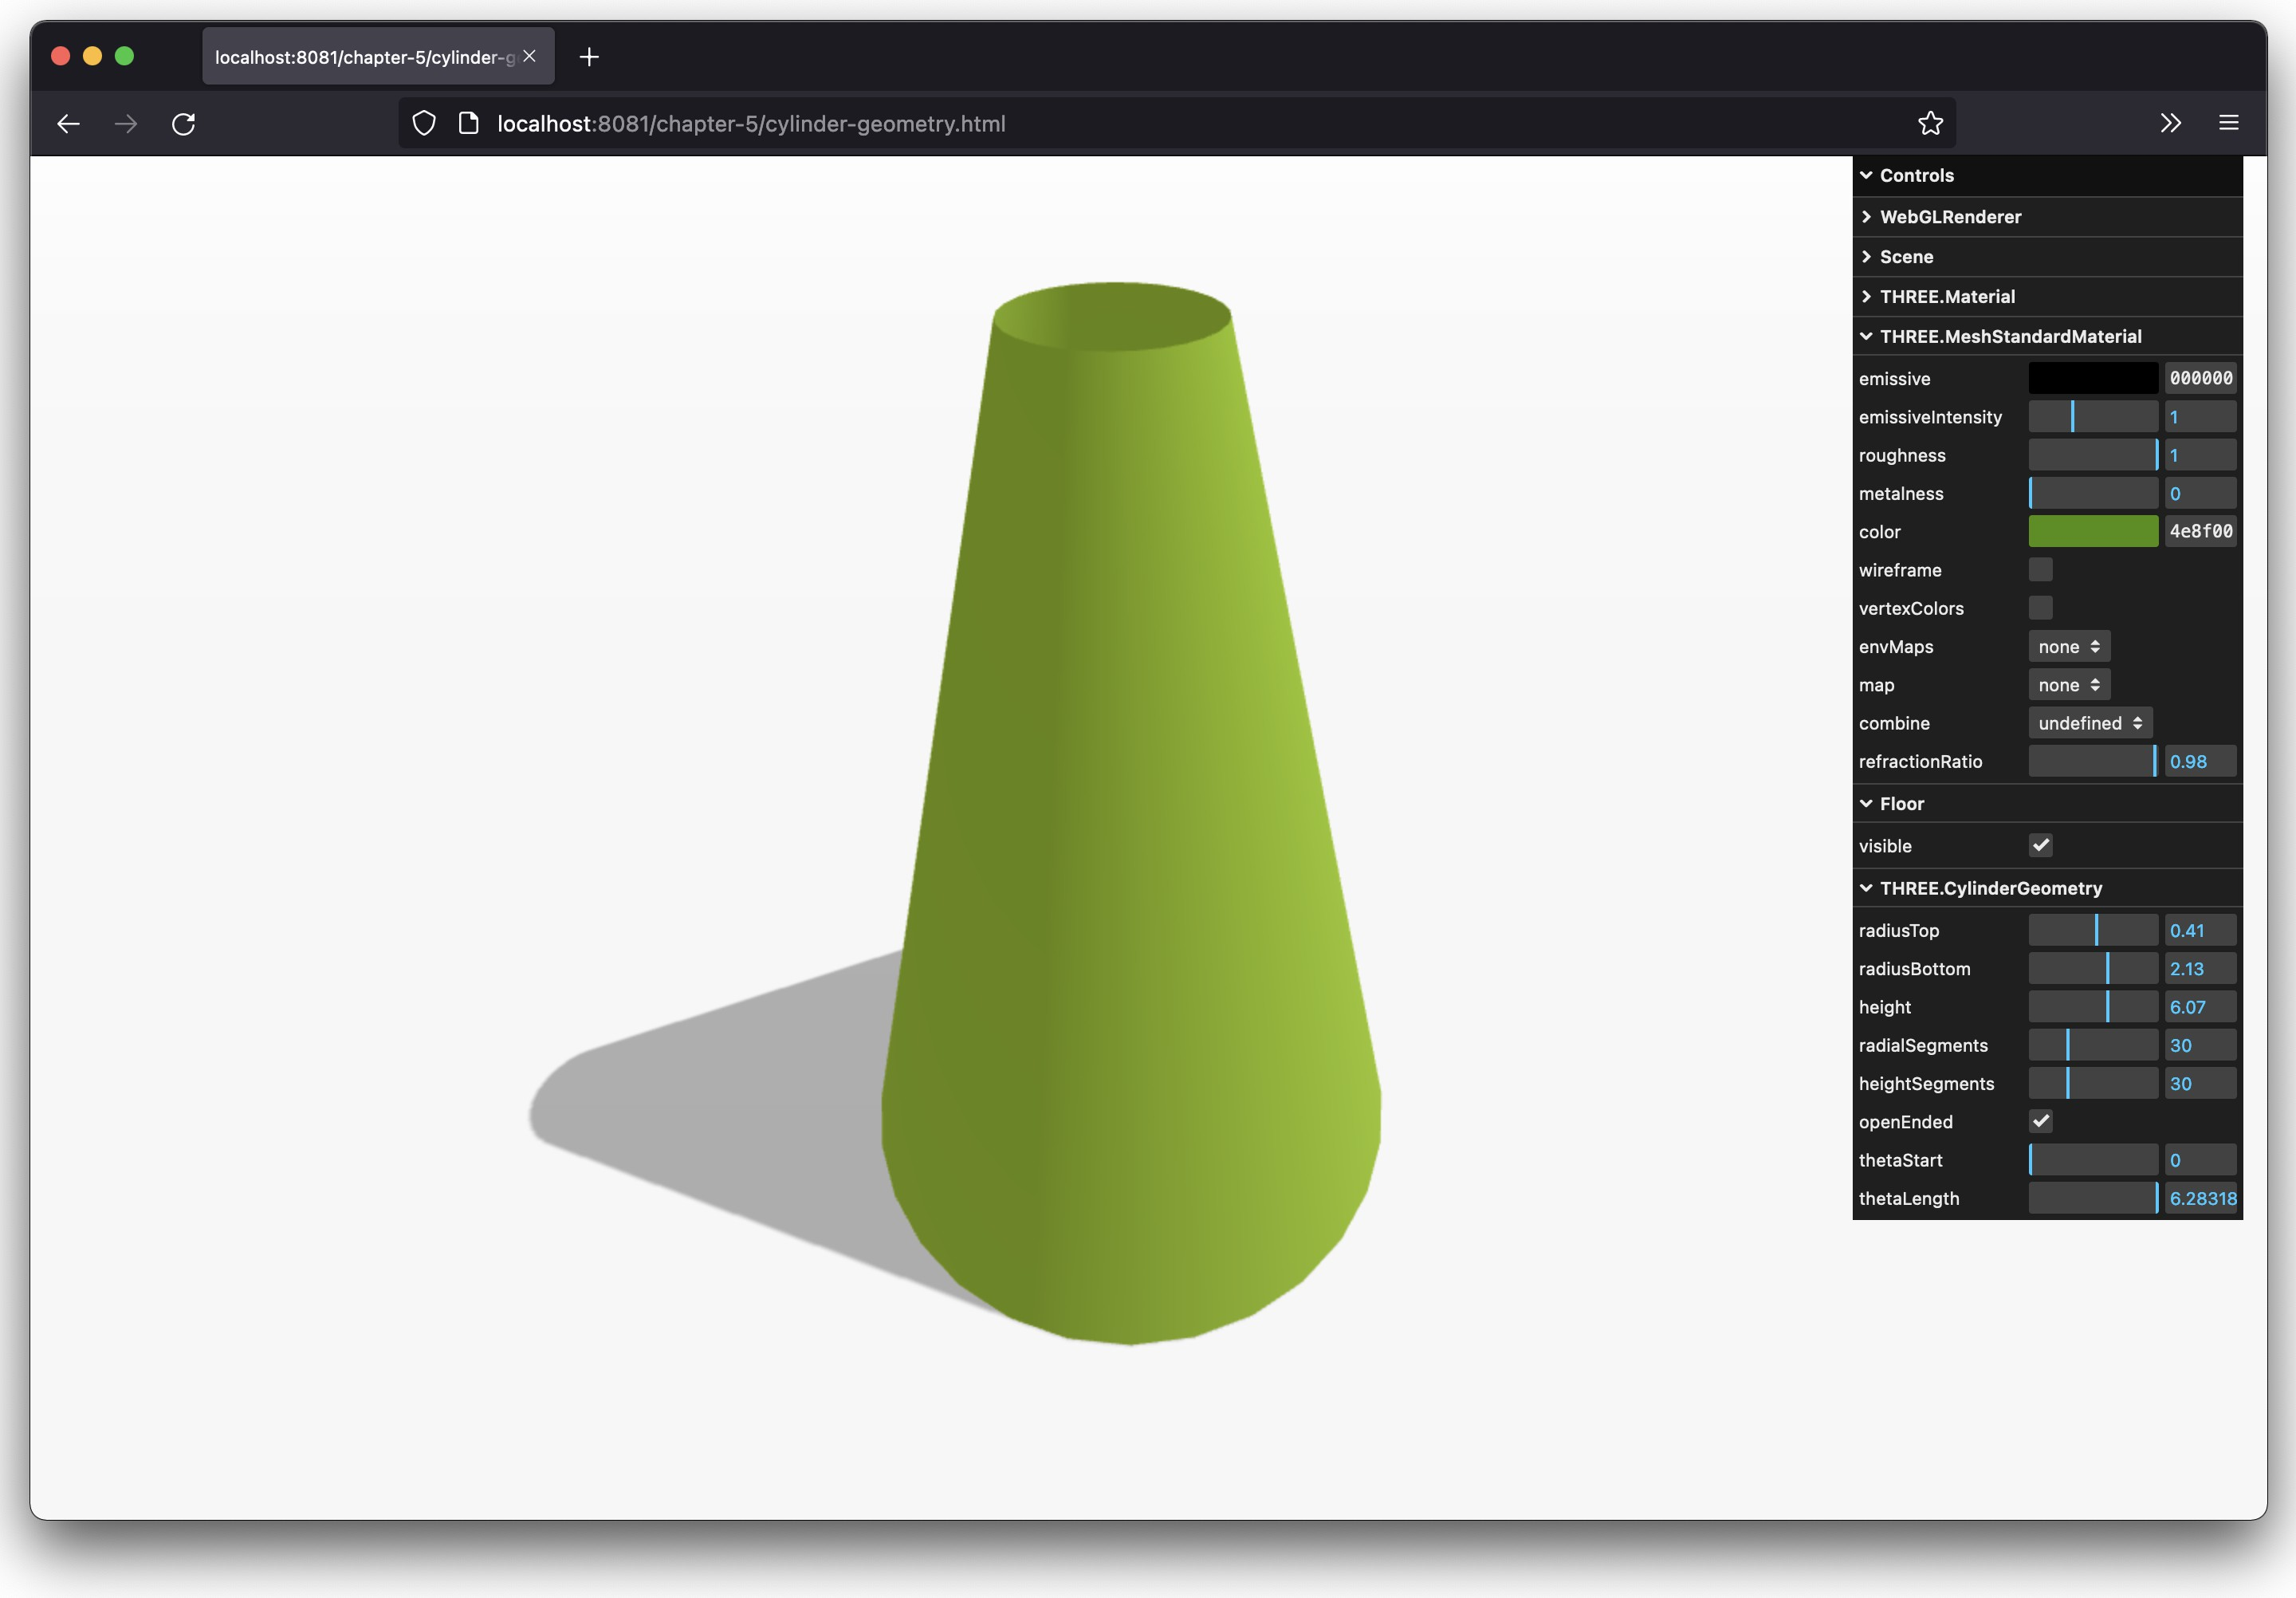 localhost:8081/chapter-5/cylinder-g
localhost:8081/chapter-5/cylinder-geometry.html
Controls
WebGLRenderer
Scene
THREE.Material
THREE.MeshStandardMaterial
emissive 000000
emissiveIntensity 1
roughness 1
metalness 0
color 4e8f00
wireframe
vertexColors
envMaps none
map none
combine undefined
refractionRatio 0.98
Floor
visible
THREE.CylinderGeometry
radiusTop 0.41
radiusBottom 2.13
height 6.07
radialSegments 30
heightSegments 30
openEnded
thetaStart 0
thetaLength 6.28318